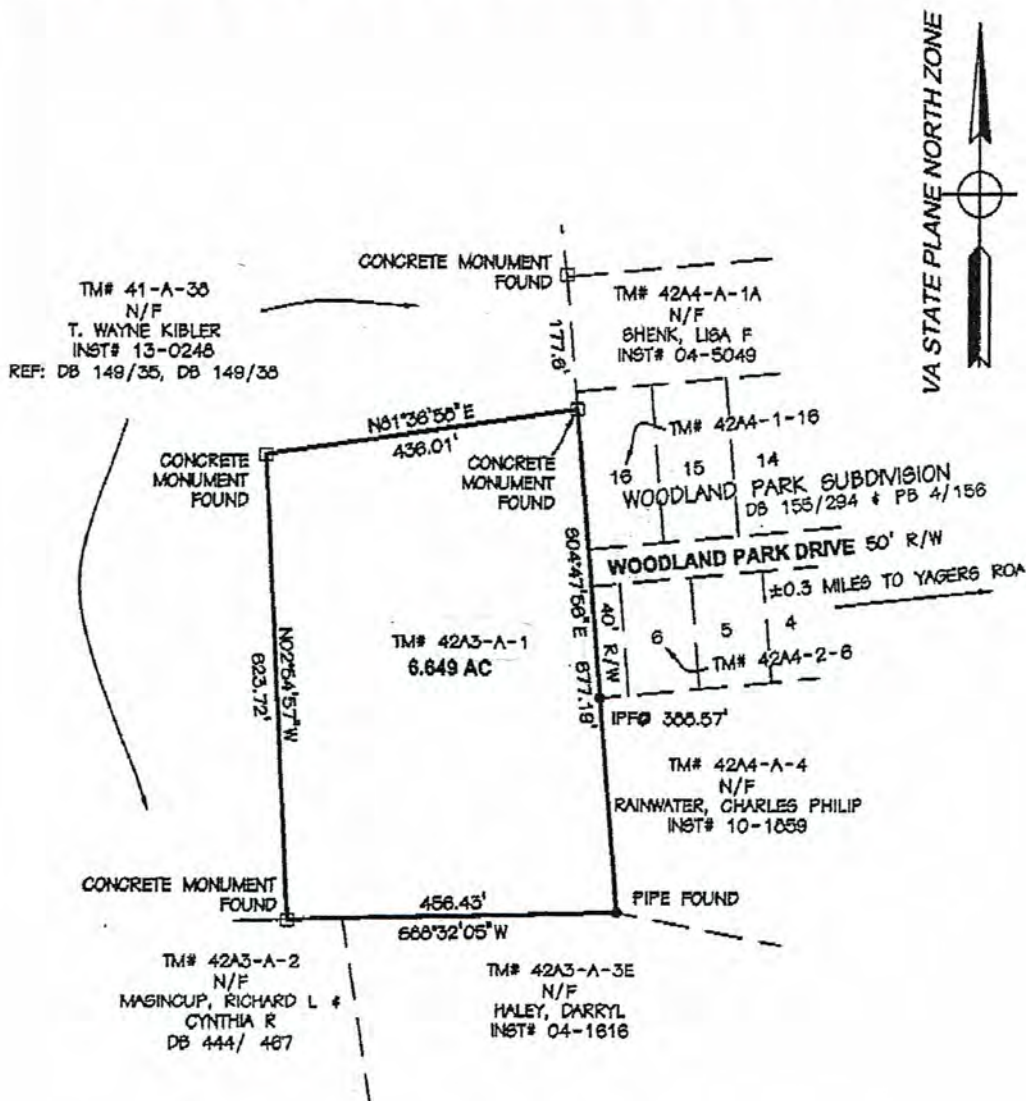 VA STATE PLANE NORTH ZONE
CONCRETE MONUMENT
FOUND
TM# 41-A-38
N/F
T. WAYNE KIBLER
INST# 13-0248
REF: DB 149/35, DB 149/38
TM# 42A4-A-1A
N/F
SHENK, LISA F
INST# 04-5049
177.8'
N81°36'58"E
436.01'
CONCRETE
MONUMENT
FOUND
CONCRETE
MONUMENT
FOUND
TM# 42A4-1-16
16
15
14
WOODLAND PARK SUBDIVISION
DB 155/294 & PB 4/156
WOODLAND PARK DRIVE 50' R/W
±0.3 MILES TO YAGERS ROA
S04°47'56"E 677.19'
40' R/W
6
5
4
TM# 42A4-2-6
TM# 42A3-A-1
6.649 AC
N02°54'57"W
623.72'
IPF@ 388.57'
TM# 42A4-A-4
N/F
RAINWATER, CHARLES PHILIP
INST# 10-1859
CONCRETE MONUMENT
FOUND
456.43'
S88°32'05"W
PIPE FOUND
TM# 42A3-A-2
N/F
MASINCUP, RICHARD L &
CYNTHIA R
DB 444/ 467
TM# 42A3-A-3E
N/F
HALEY, DARRYL
INST# 04-1616